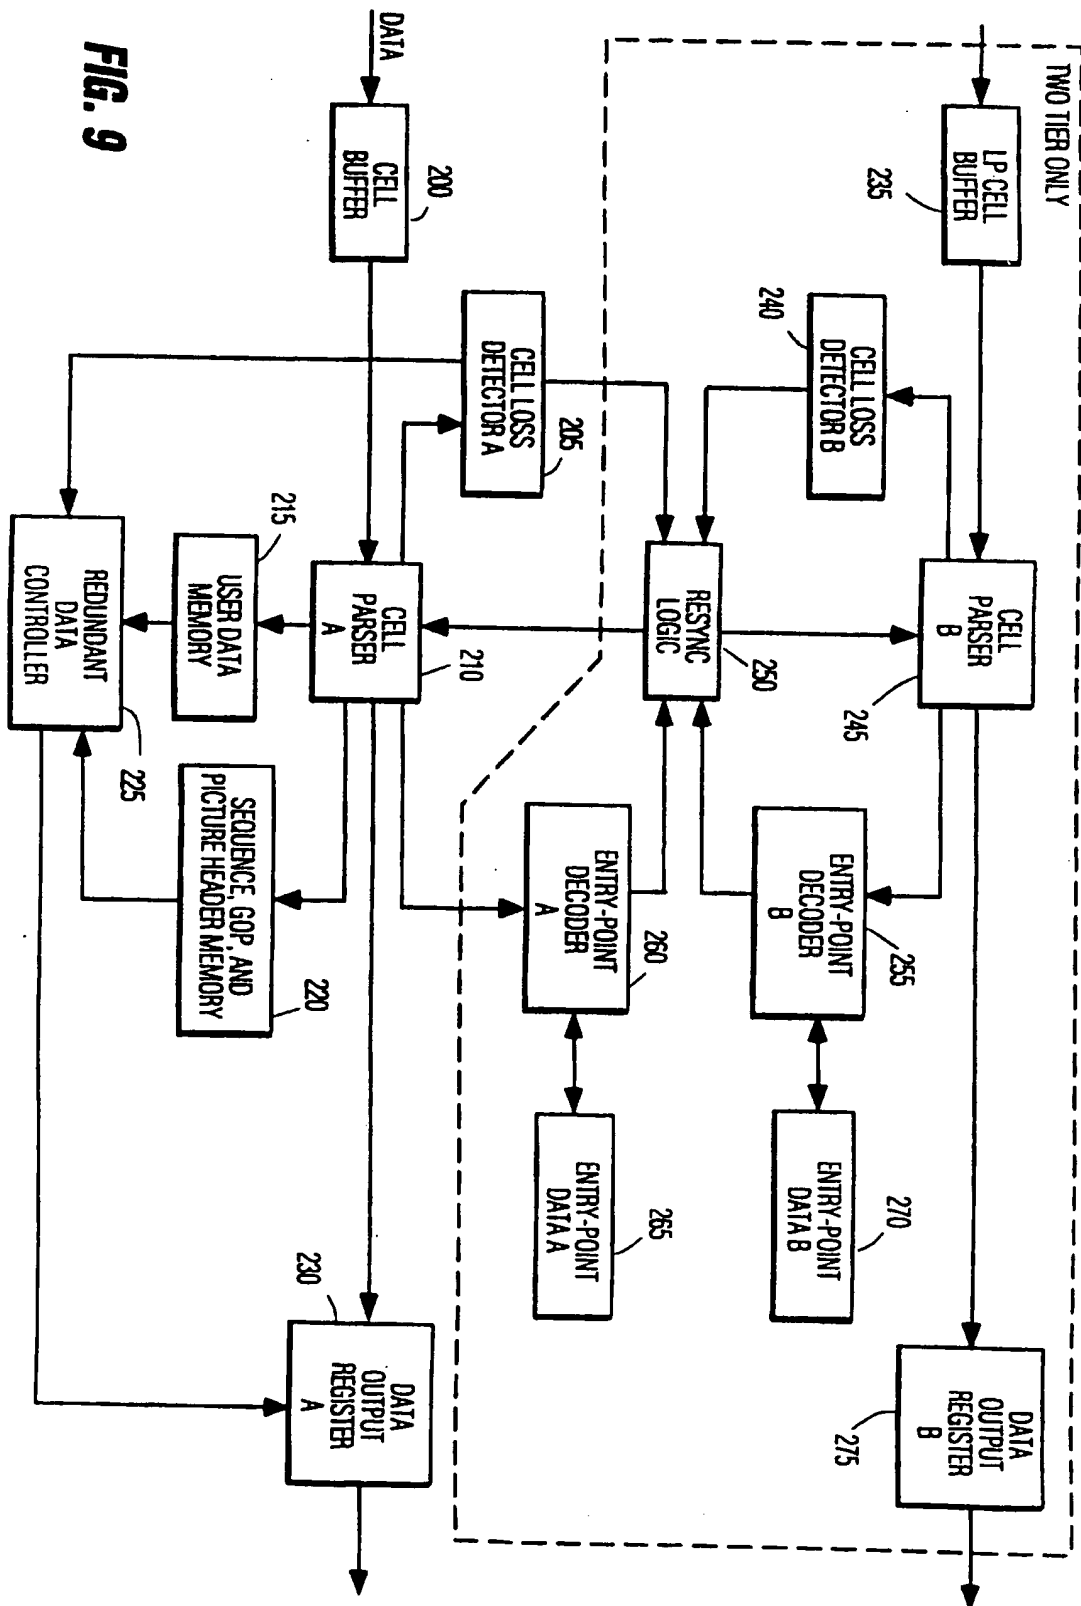 TWO TIER ONLY
LP CELL
BUFFER
235
240
CELL LOSS
DETECTOR B
CELL
PARSER
B
245
RESYNC
LOGIC
250
ENTRY-POINT
DECODER
B
255
ENTRY-POINT
DATA B
270
DATA
OUTPUT
REGISTER
B
275
ENTRY-POINT
DECODER
A
260
ENTRY-POINT
DATA A
265
DATA
CELL
BUFFER
200
CELL LOSS
DETECTOR A
205
CELL
PARSER
A
210
215
USER DATA
MEMORY
REDUNDANT
DATA
CONTROLLER
225
SEQUENCE, GOP, AND
PICTURE HEADER MEMORY
220
230
DATA
OUTPUT
REGISTER
A
FIG. 9